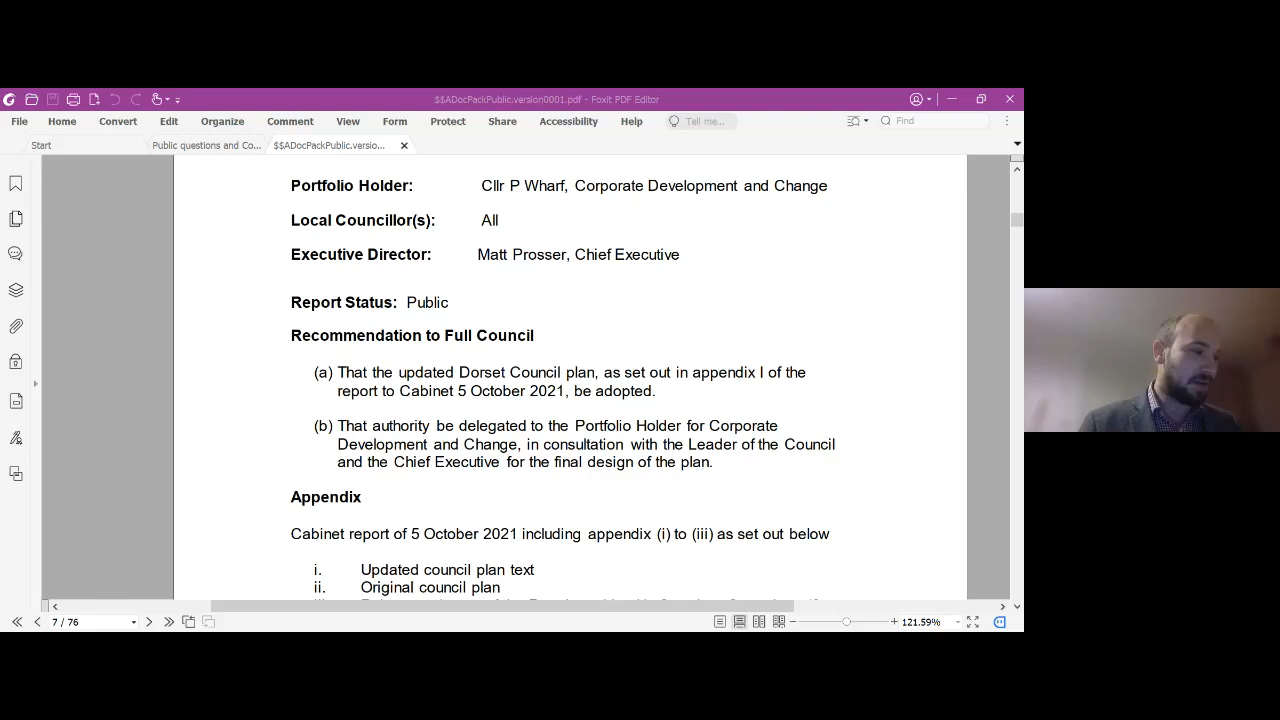 $$ADocPackPublic.version0001.pdf - Foxit PDF Editor
File Home Convert Edit Organize Comment View Form Protect Share Accessibility Help Tell me... Find
Start Public questions and Co... $$ADocPackPublic.versio...
Portfolio Holder: Cllr P Wharf, Corporate Development and Change
Local Councillor(s): All
Executive Director: Matt Prosser, Chief Executive
Report Status: Public
Recommendation to Full Council
(a) That the updated Dorset Council plan, as set out in appendix I of the
report to Cabinet 5 October 2021, be adopted.
(b) That authority be delegated to the Portfolio Holder for Corporate
Development and Change, in consultation with the Leader of the Council
and the Chief Executive for the final design of the plan.
Appendix
Cabinet report of 5 October 2021 including appendix (i) to (iii) as set out below
i. Updated council plan text
ii. Original council plan
7 / 76 121.59%